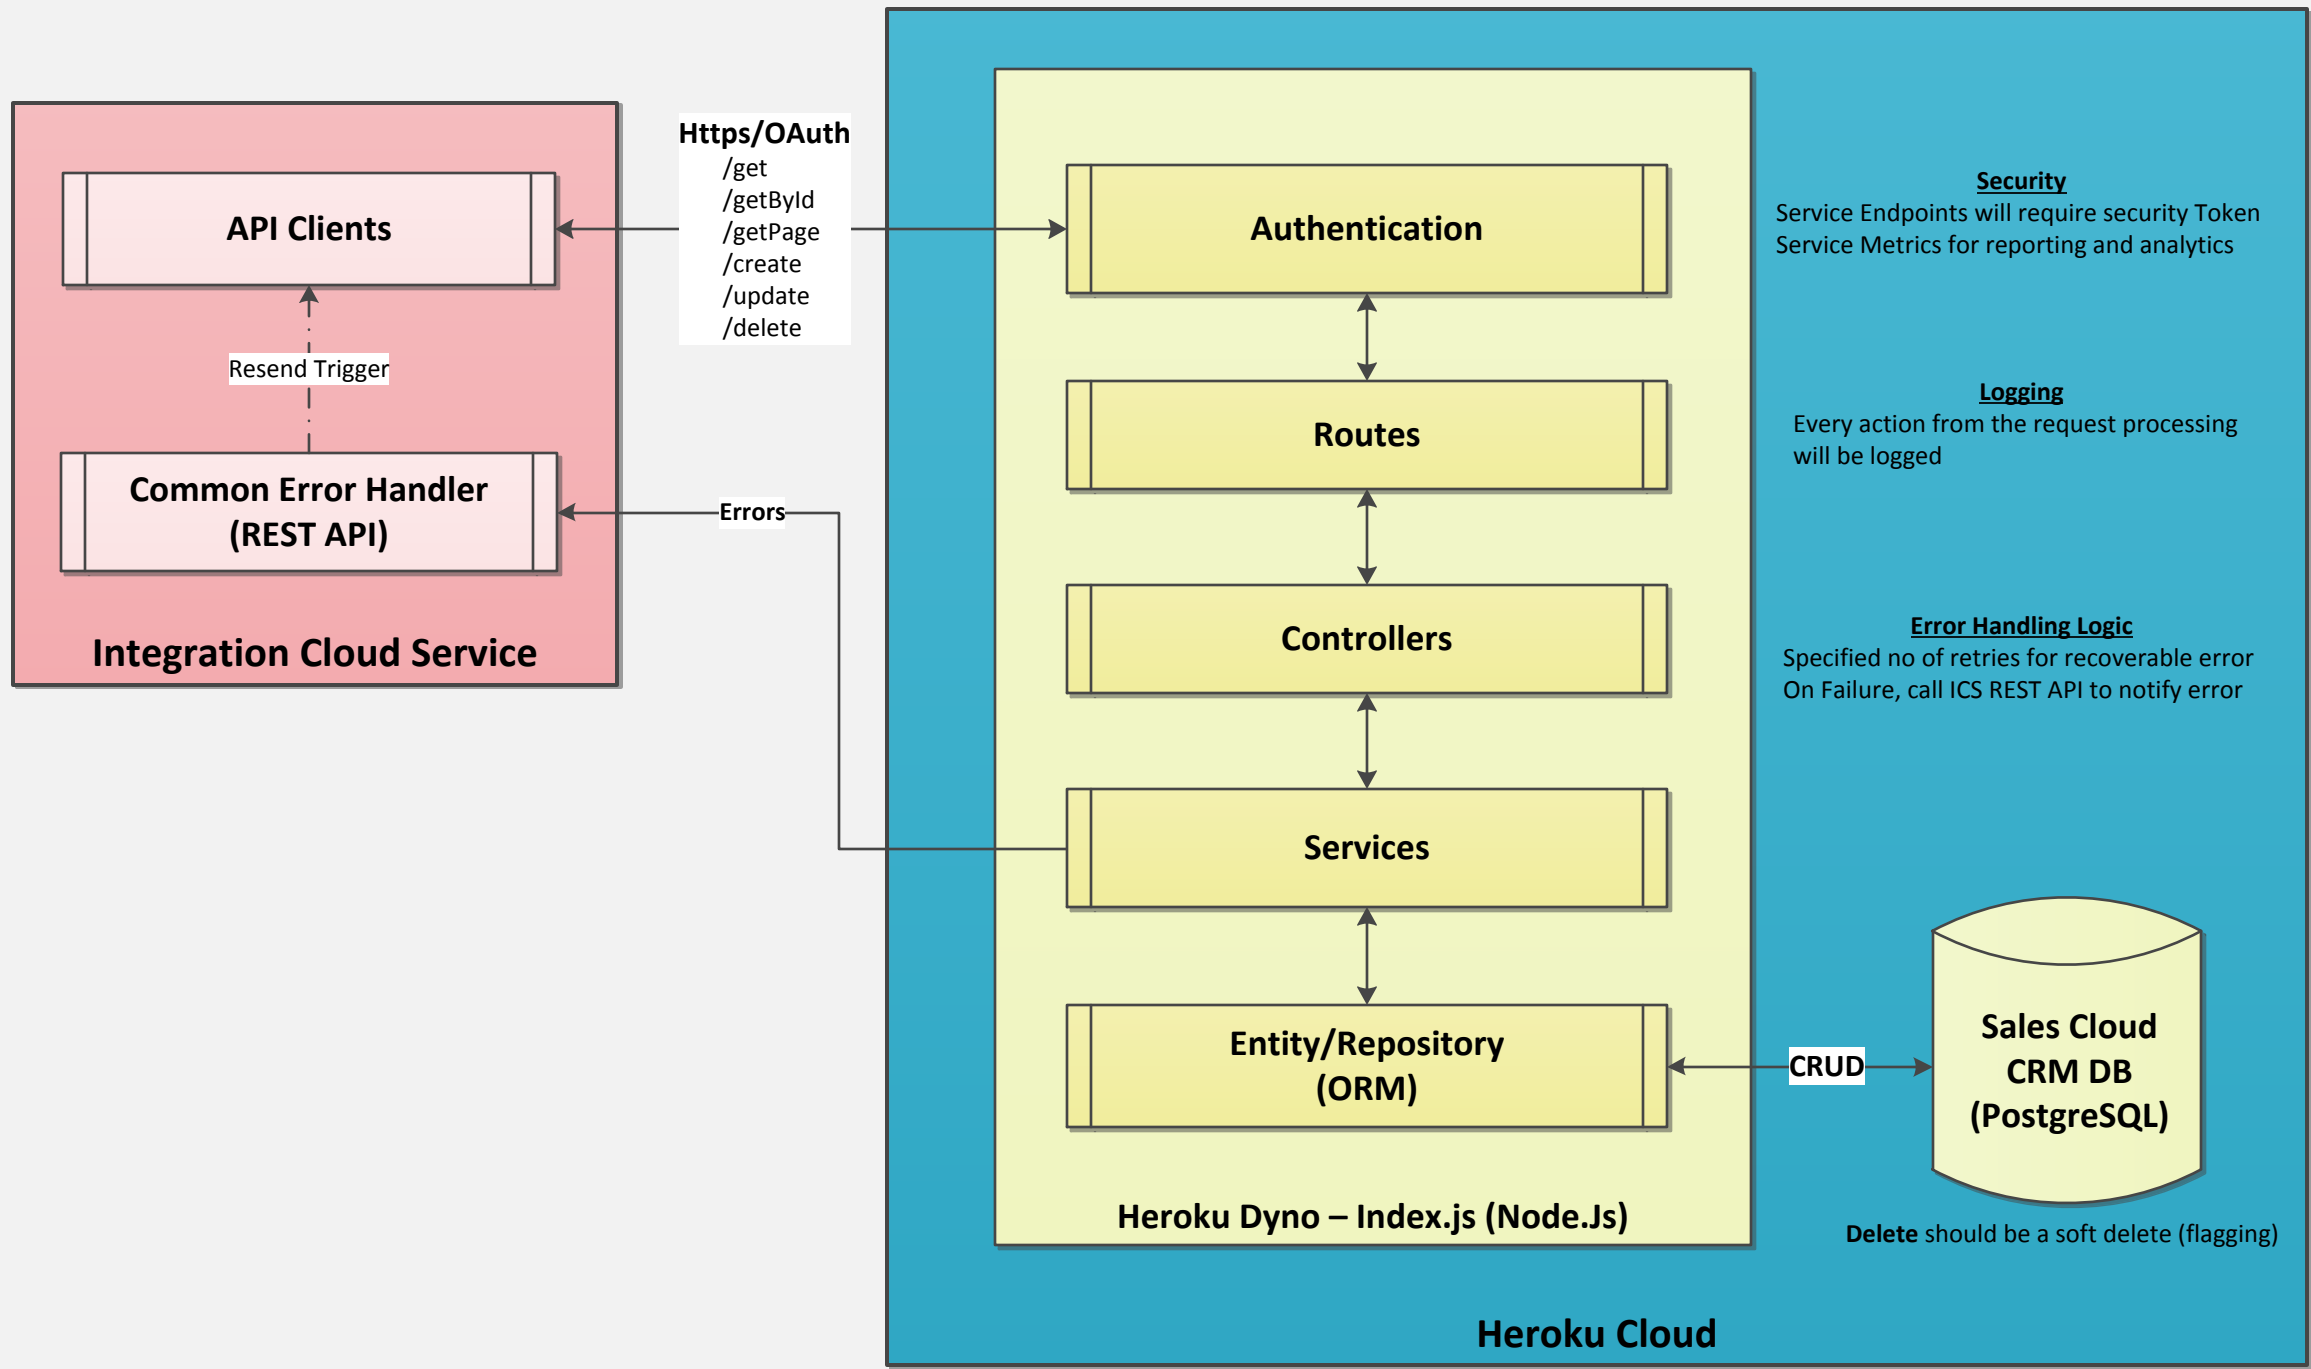 Https/OAuth
/get
/getById
/getPage
/create
/update
/delete
API Clients
Resend Trigger
Common Error Handler
(REST API)
Integration Cloud Service
Errors
Authentication
Routes
Controllers
Services
Entity/Repository
(ORM)
Heroku Dyno – Index.js (Node.Js)
Security
Service Endpoints will require security Token
Service Metrics for reporting and analytics
Logging
Every action from the request processing
will be logged
Error Handling Logic
Specified no of retries for recoverable error
On Failure, call ICS REST API to notify error
CRUD
Sales Cloud
CRM DB
(PostgreSQL)
Delete should be a soft delete (flagging)
Heroku Cloud